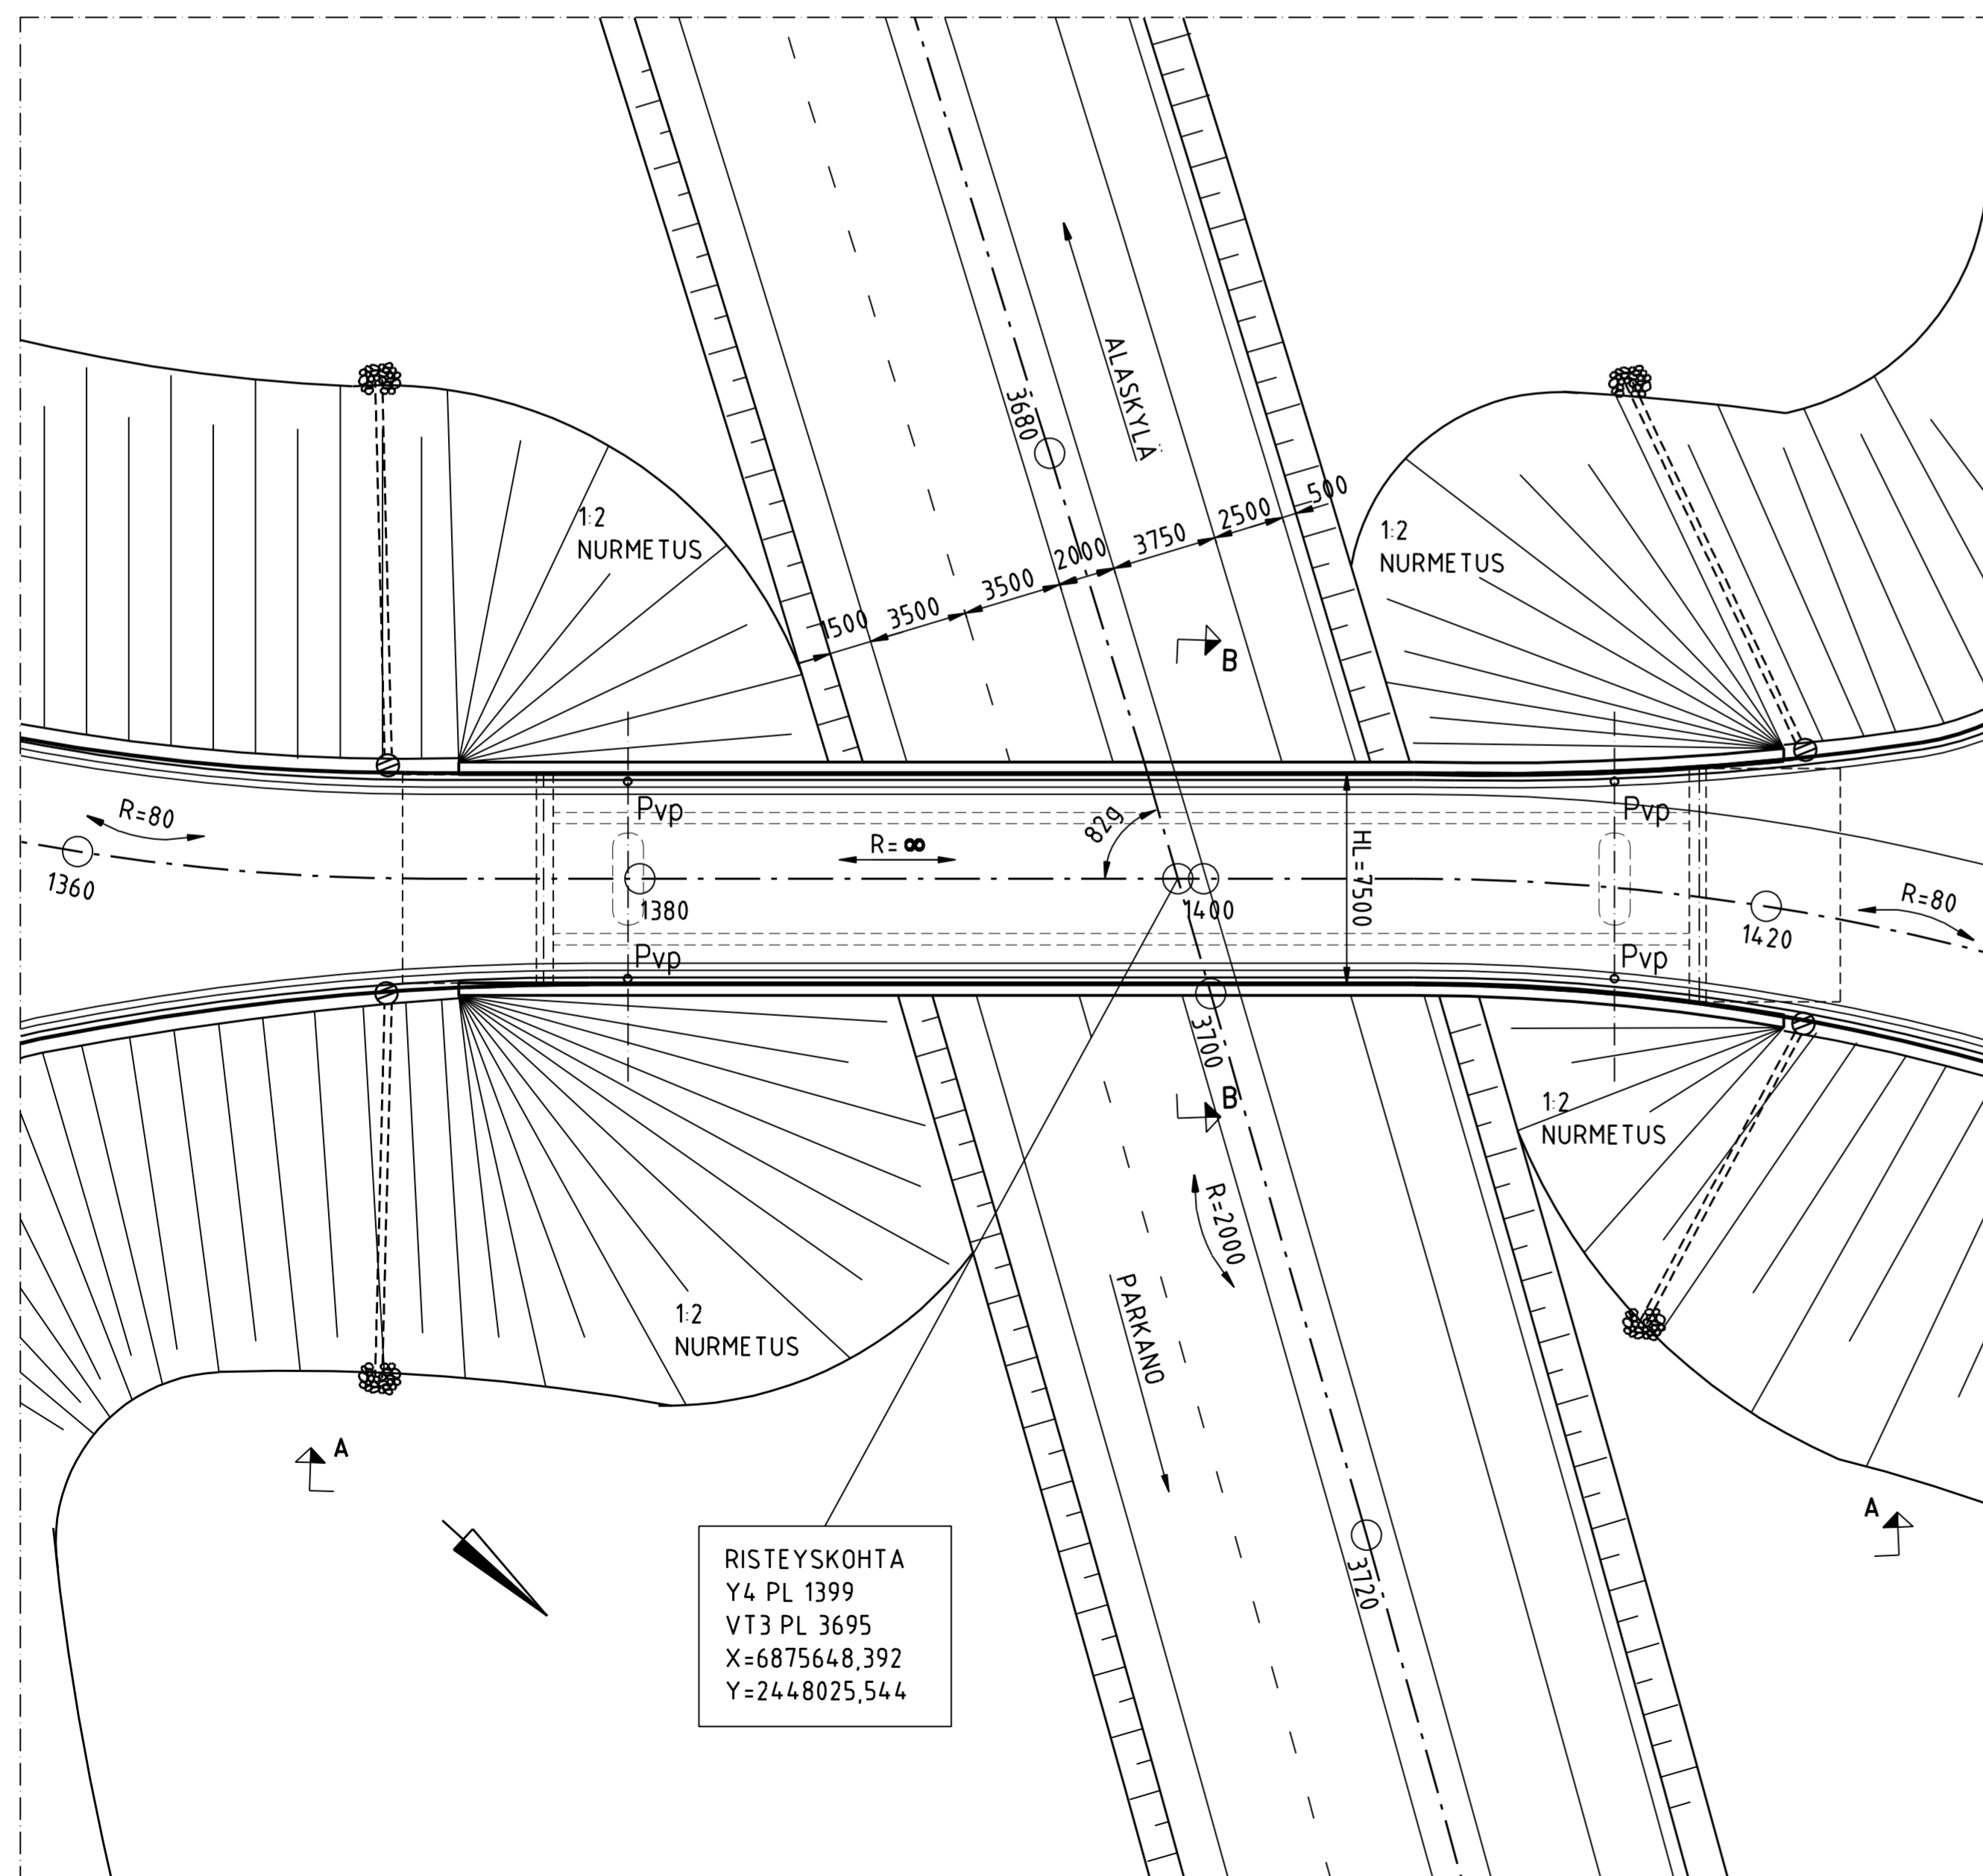 ALASKYLÄ
3680
500
2500
3750
2000
3500
3500
1500
1:2
NURMETUS
1:2
NURMETUS
B
Pvp
Pvp
R=80
82g
R=∞
HL=7500
1360
1380
1400
1420
R=80
Pvp
Pvp
3700
B
1:2
NURMETUS
R=2000
PARKANO
1:2
NURMETUS
A
A
3720
RISTEYSKOHTA
Y4 PL 1399
VT3 PL 3695
X=6875648,392
Y=2448025,544